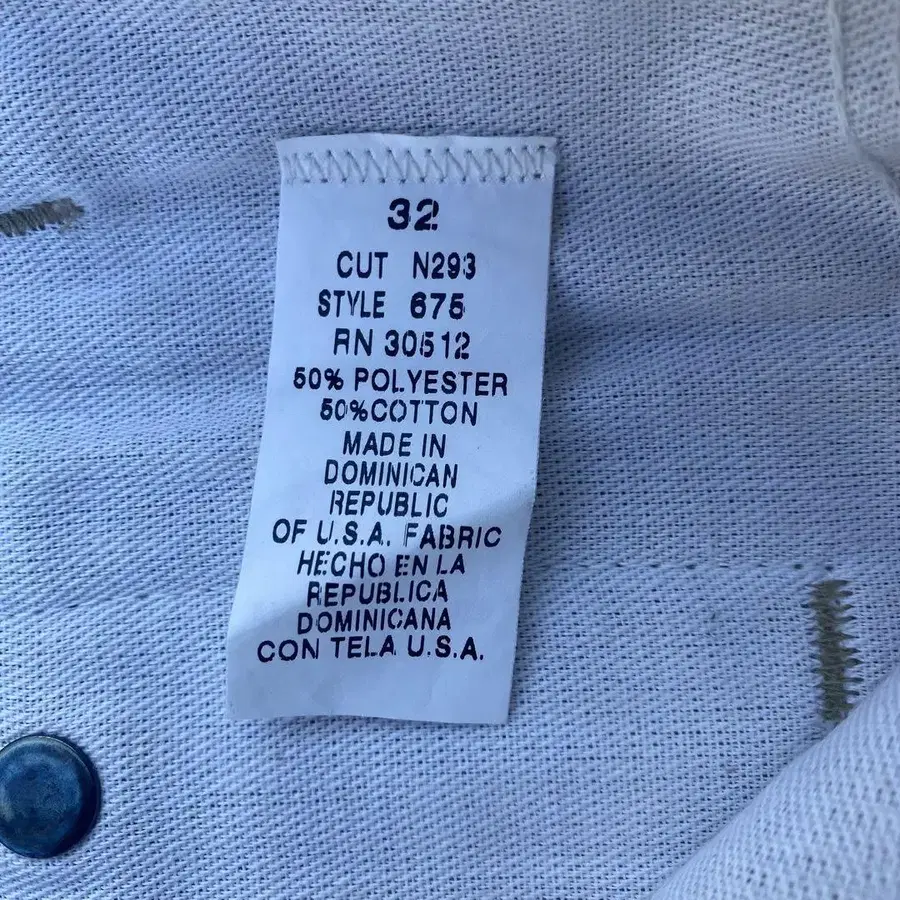 32
CUT N293
STYLE 675
RN 30512
50% POLYESTER
50%COTTON
MADE IN
DOMINICAN
REPUBLIC
OF U.S.A. FABRIC
HECHO EN LA
REPUBLICA
DOMINICANA
CON TELA U.S.A.